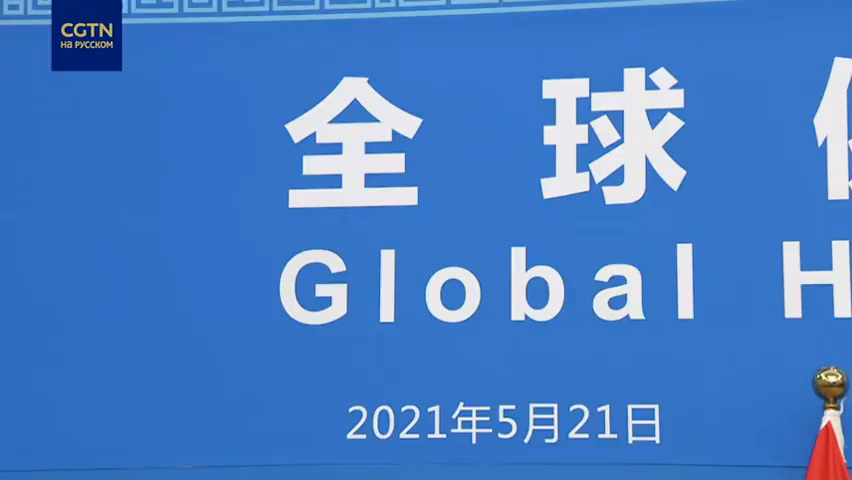 CGTN
НА РУССКОМ
全球
Global H
2021年5月21日